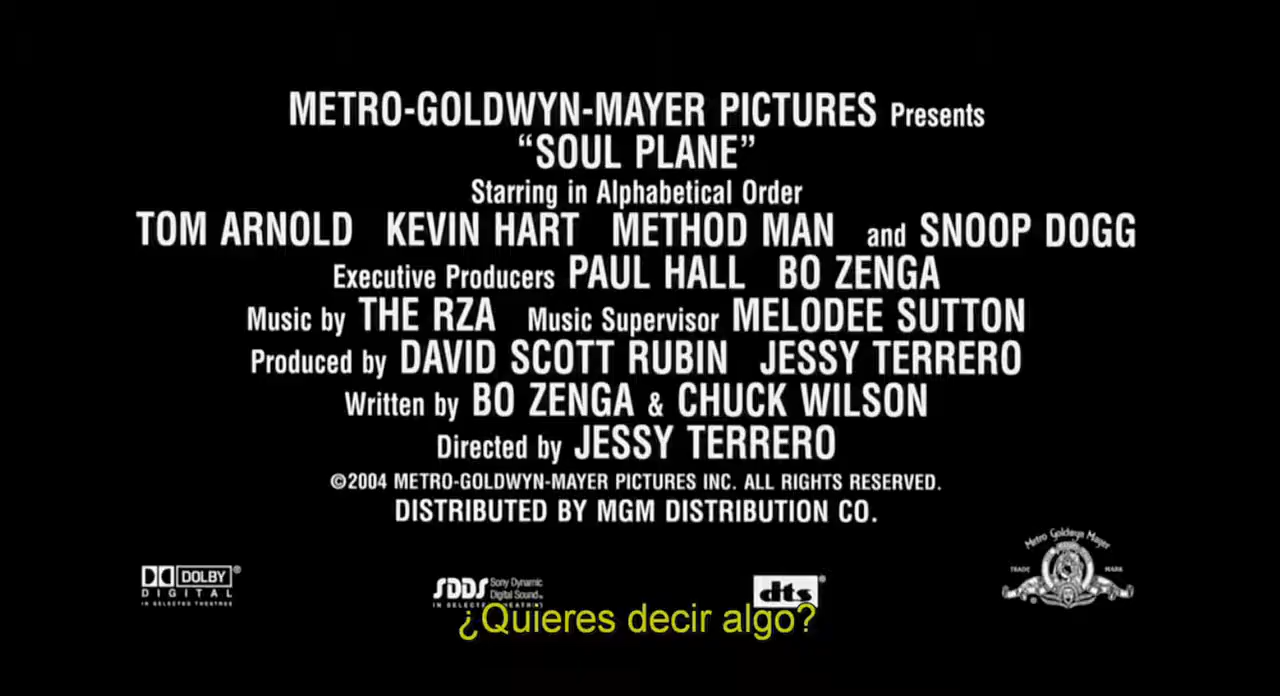 METRO-GOLDWYN-MAYER PICTURES Presents
“SOUL PLANE”
Starring in Alphabetical Order
TOM ARNOLD KEVIN HART METHOD MAN and SNOOP DOGG
Executive Producers PAUL HALL BO ZENGA
Music by THE RZA Music Supervisor MELODEE SUTTON
Produced by DAVID SCOTT RUBIN JESSY TERRERO
Written by BO ZENGA & CHUCK WILSON
Directed by JESSY TERRERO
©2004 METRO-GOLDWYN-MAYER PICTURES INC. ALL RIGHTS RESERVED.
DISTRIBUTED BY MGM DISTRIBUTION CO.
Metro Goldwyn Mayer
TRADE MARK
DOLBY®
DIGITAL
IN SELECTED THEATRES
SDDS Sony Dynamic
Digital Sound™
dts®
¿Quieres decir algo?